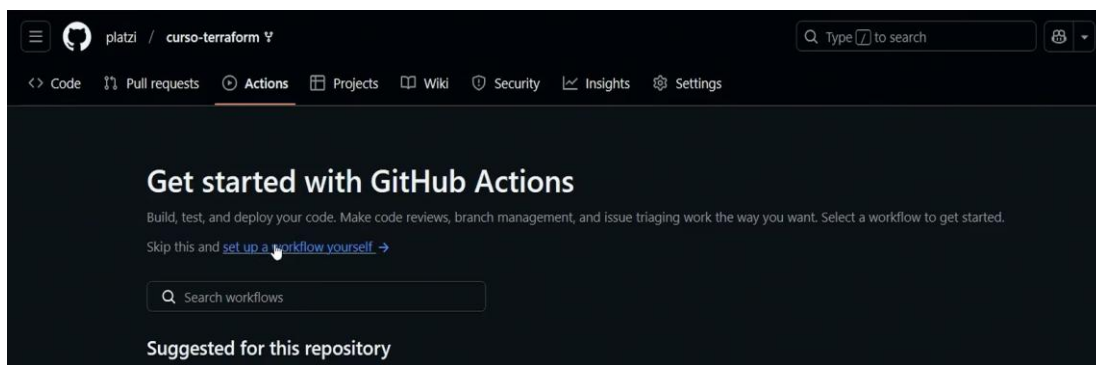 platzi / curso-terraform
Type / to search
Code Pull requests Actions Projects Wiki Security Insights Settings
Get started with GitHub Actions
Build, test, and deploy your code. Make code reviews, branch management, and issue triaging work the way you want. Select a workflow to get started.
Skip this and set up a workflow yourself →
Search workflows
Suggested for this repository